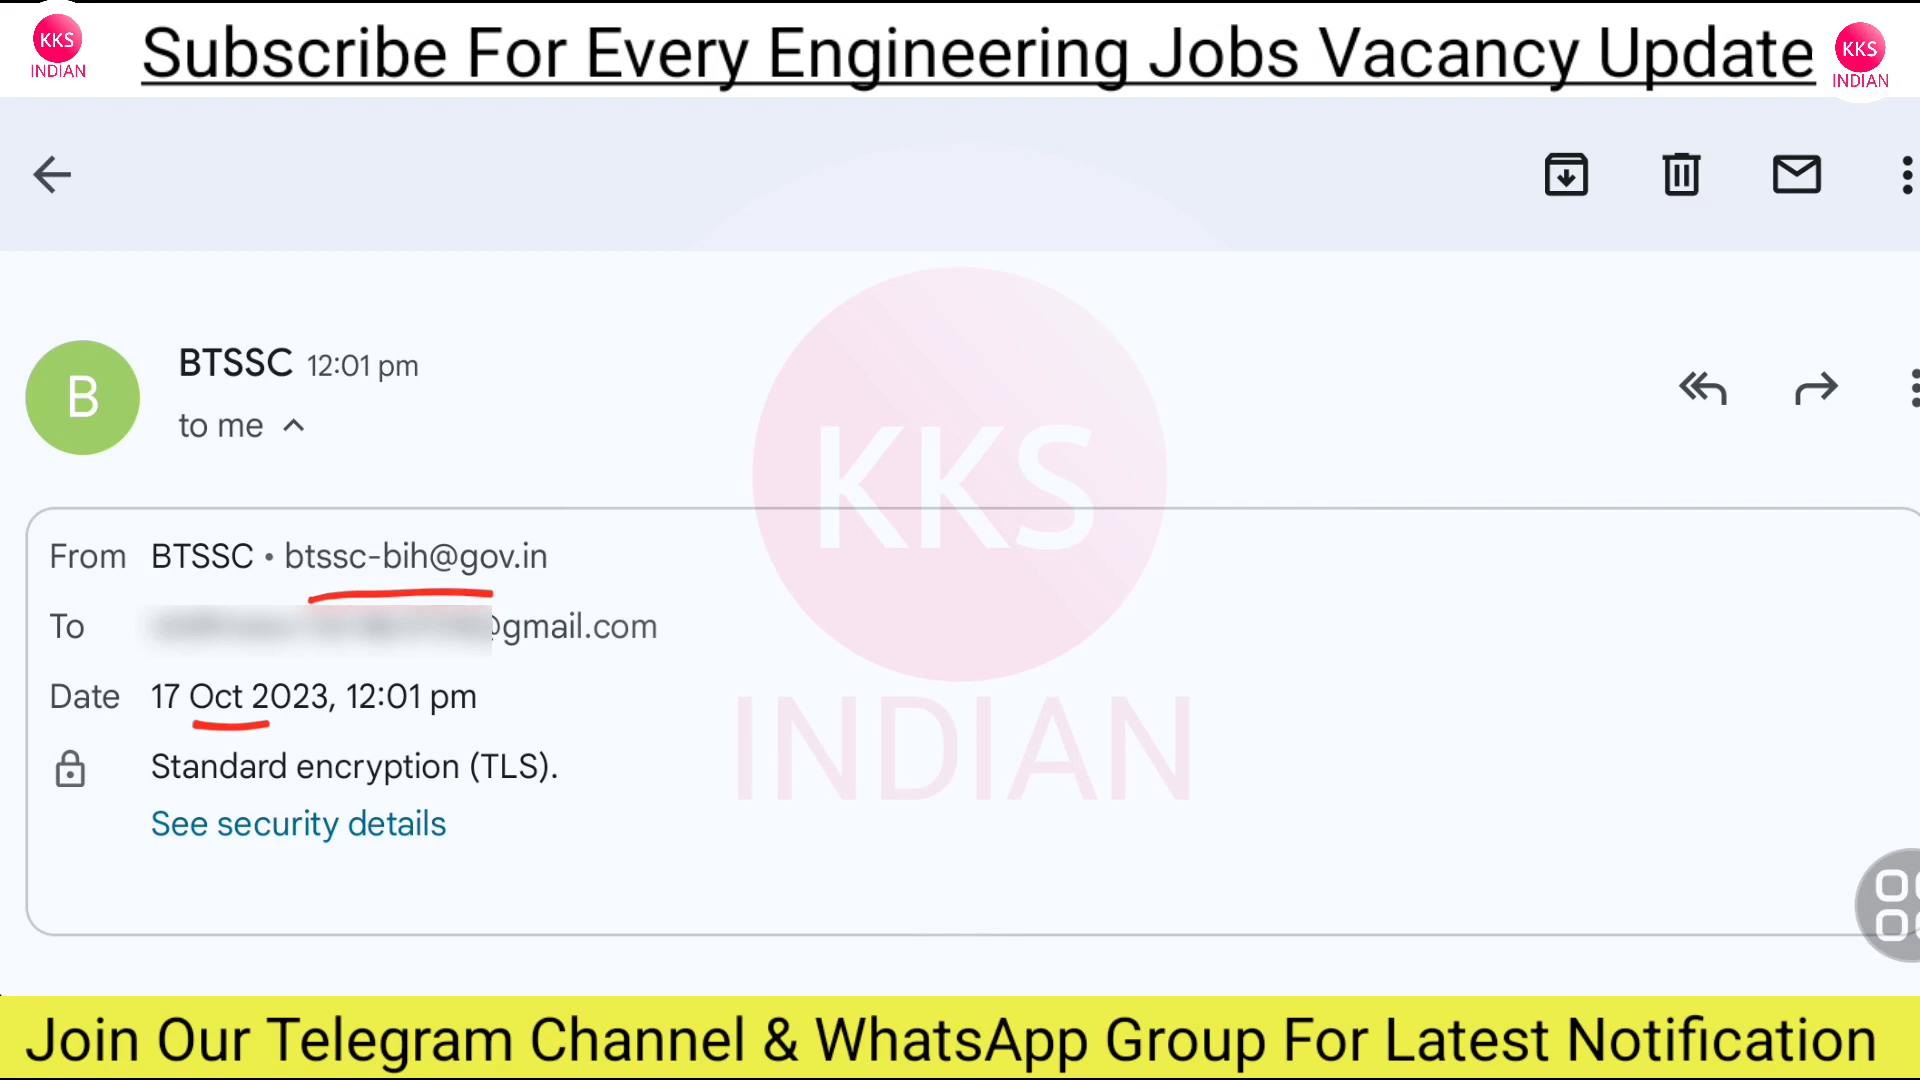 KKS
INDIAN
Subscribe For Every Engineering Jobs Vacancy Update
KKS
INDIAN
BTSSC 12:01 pm
B
to me
KKS
INDIAN
From BTSSC • btssc-bih@gov.in
To @gmail.com
Date 17 Oct 2023, 12:01 pm
Standard encryption (TLS).
See security details
Join Our Telegram Channel & WhatsApp Group For Latest Notification